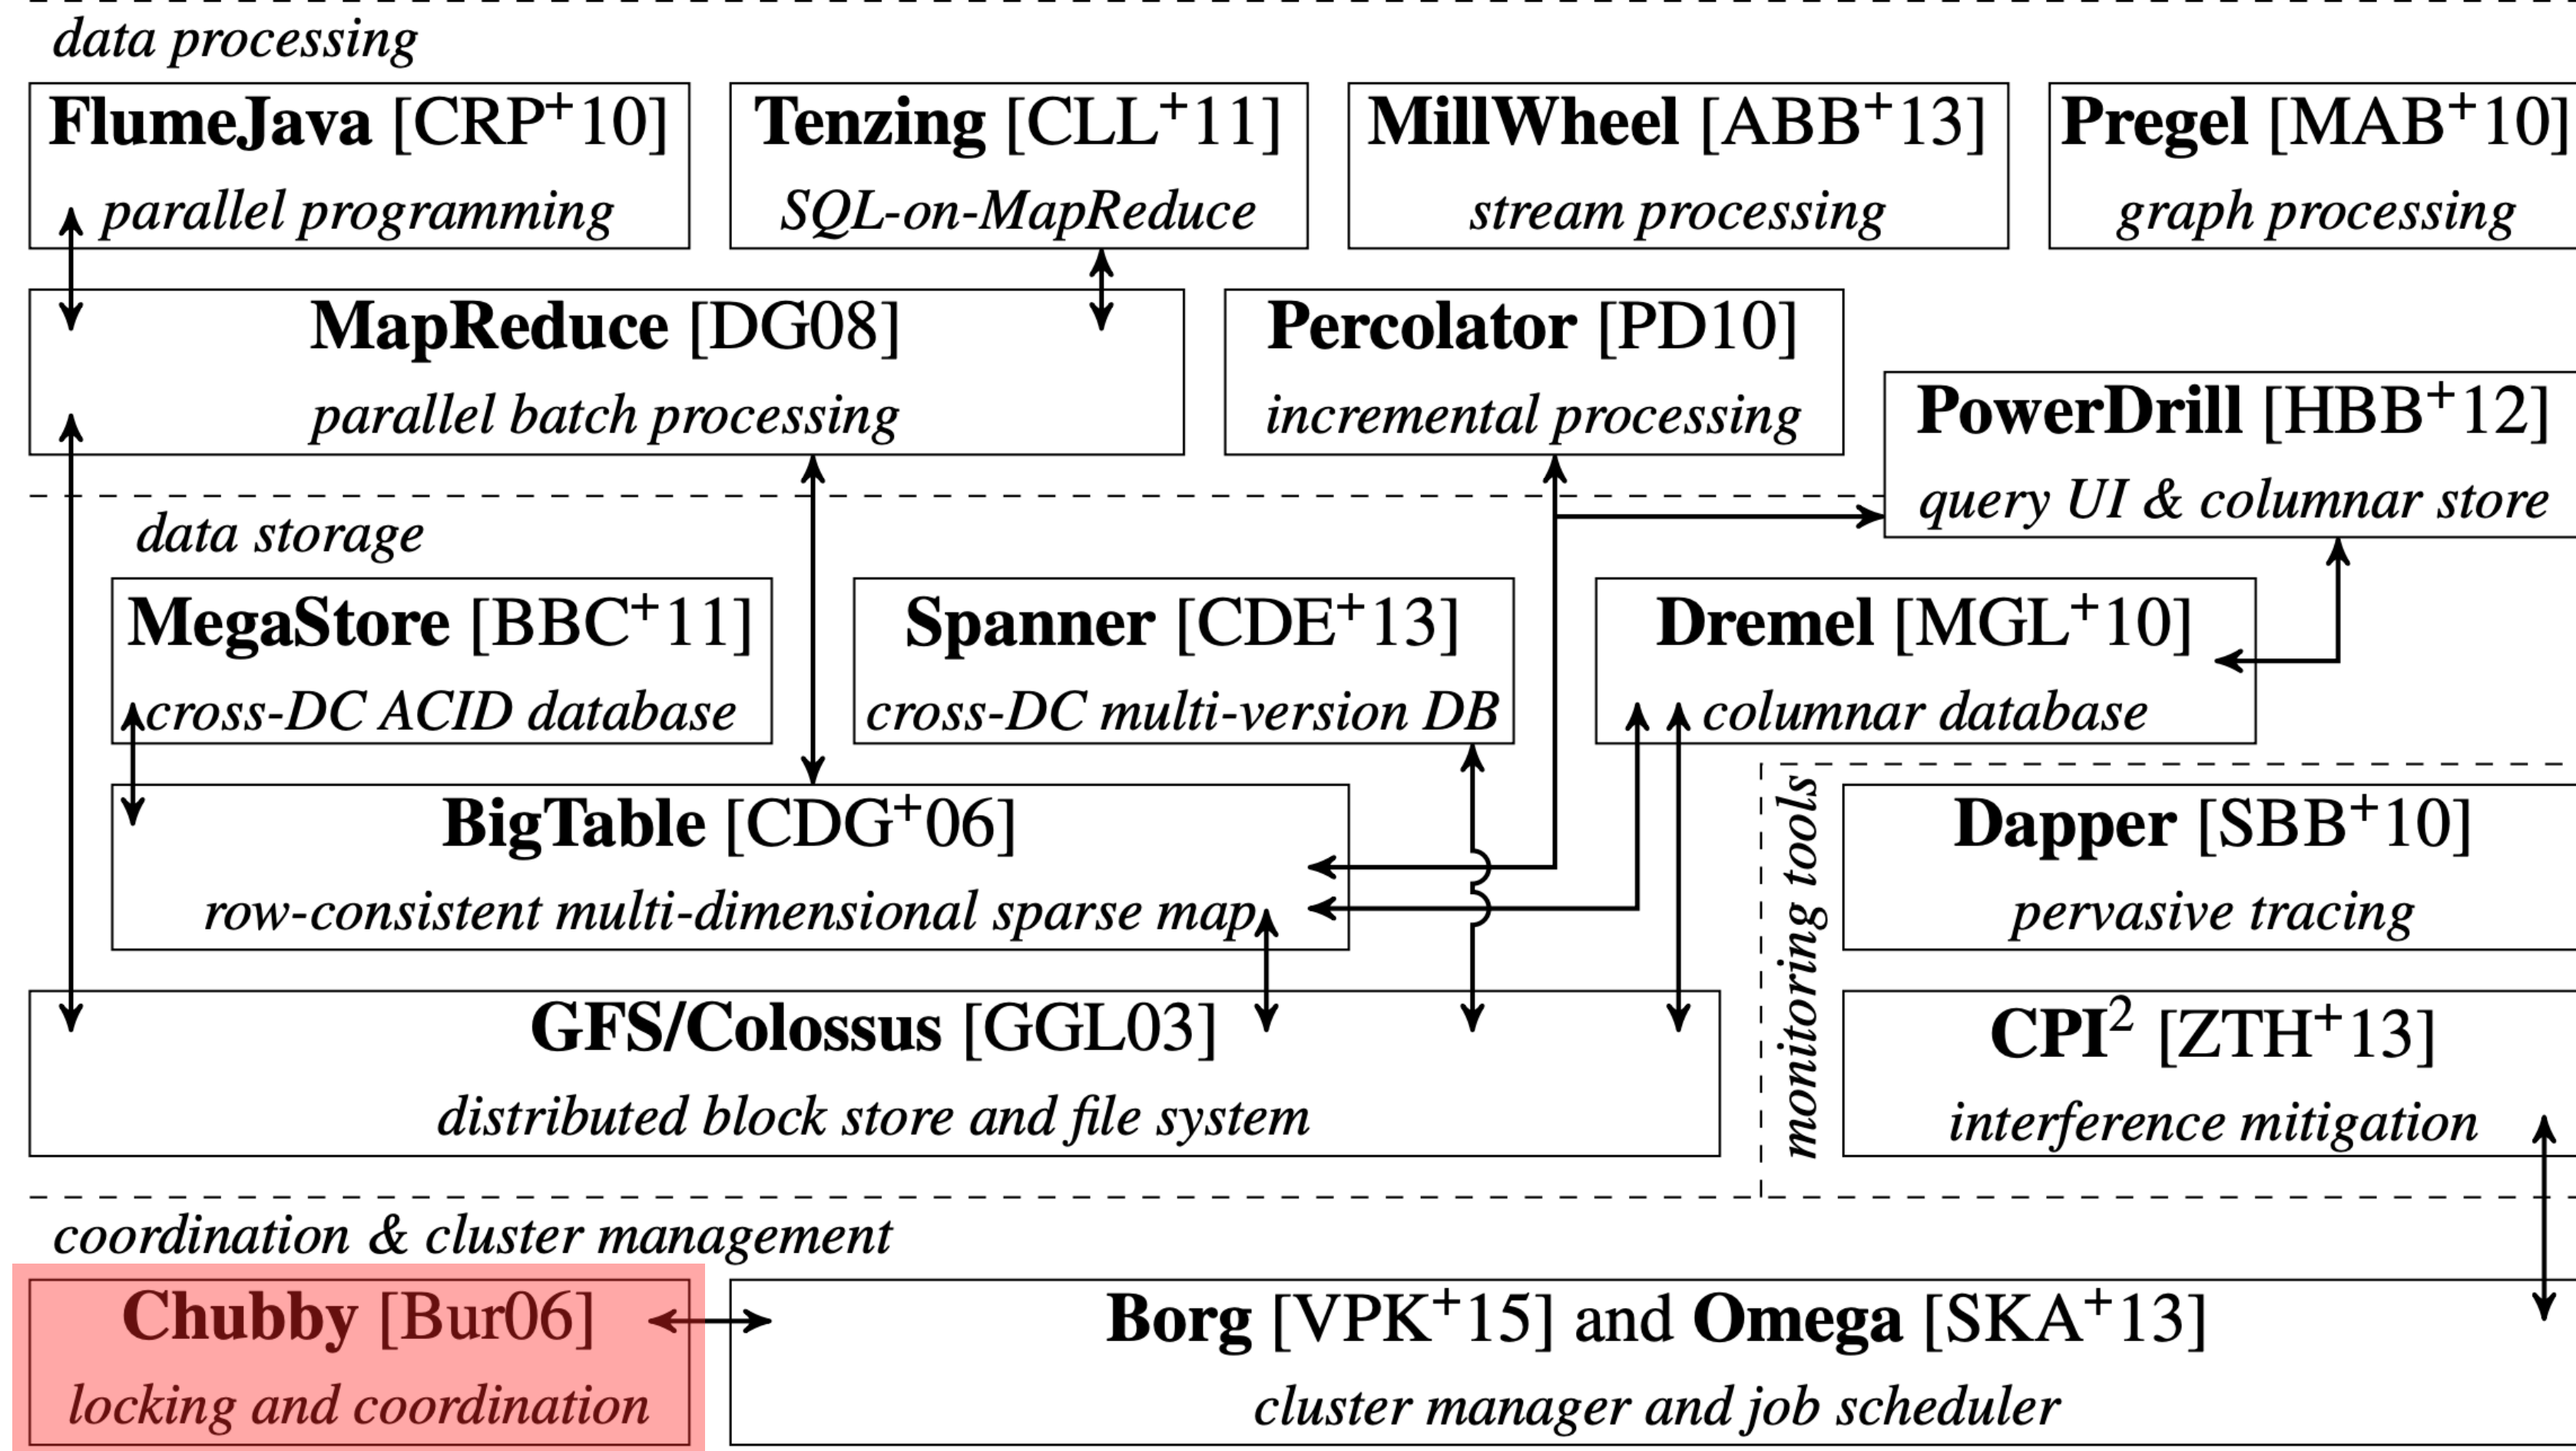 data processing
FlumeJava [CRP+10]
parallel programming
Tenzing [CLL+11]
SQL-on-MapReduce
MillWheel [ABB+13]
stream processing
Pregel [MAB+10]
graph processing
MapReduce [DG08]
parallel batch processing
Percolator [PD10]
incremental processing
PowerDrill [HBB+12]
query UI & columnar store
data storage
MegaStore [BBC+11]
cross-DC ACID database
Spanner [CDE+13]
cross-DC multi-version DB
Dremel [MGL+10]
columnar database
BigTable [CDG+06]
row-consistent multi-dimensional sparse map
monitoring tools
Dapper [SBB+10]
pervasive tracing
GFS/Colossus [GGL03]
distributed block store and file system
CPI² [ZTH+13]
interference mitigation
coordination & cluster management
Chubby [Bur06]
locking and coordination
Borg [VPK+15] and Omega [SKA+13]
cluster manager and job scheduler